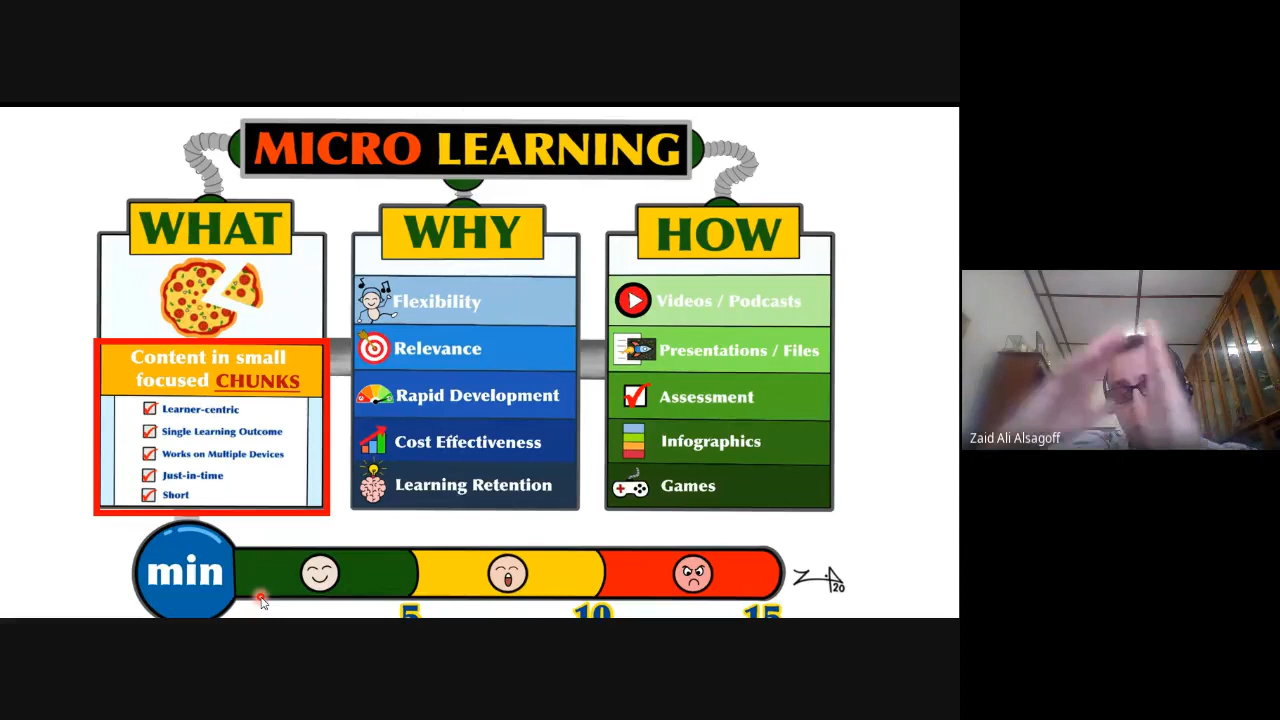 MICRO LEARNING
WHAT
Content in small
focused CHUNKS
Learner-centric
Single Learning Outcome
Works on Multiple Devices
Just-in-time
Short
WHY
Flexibility
Relevance
Rapid Development
Cost Effectiveness
Learning Retention
HOW
Videos / Podcasts
Presentations / Files
Assessment
Infographics
Games
min
5
10
15
20
Zaid Ali Alsagoff